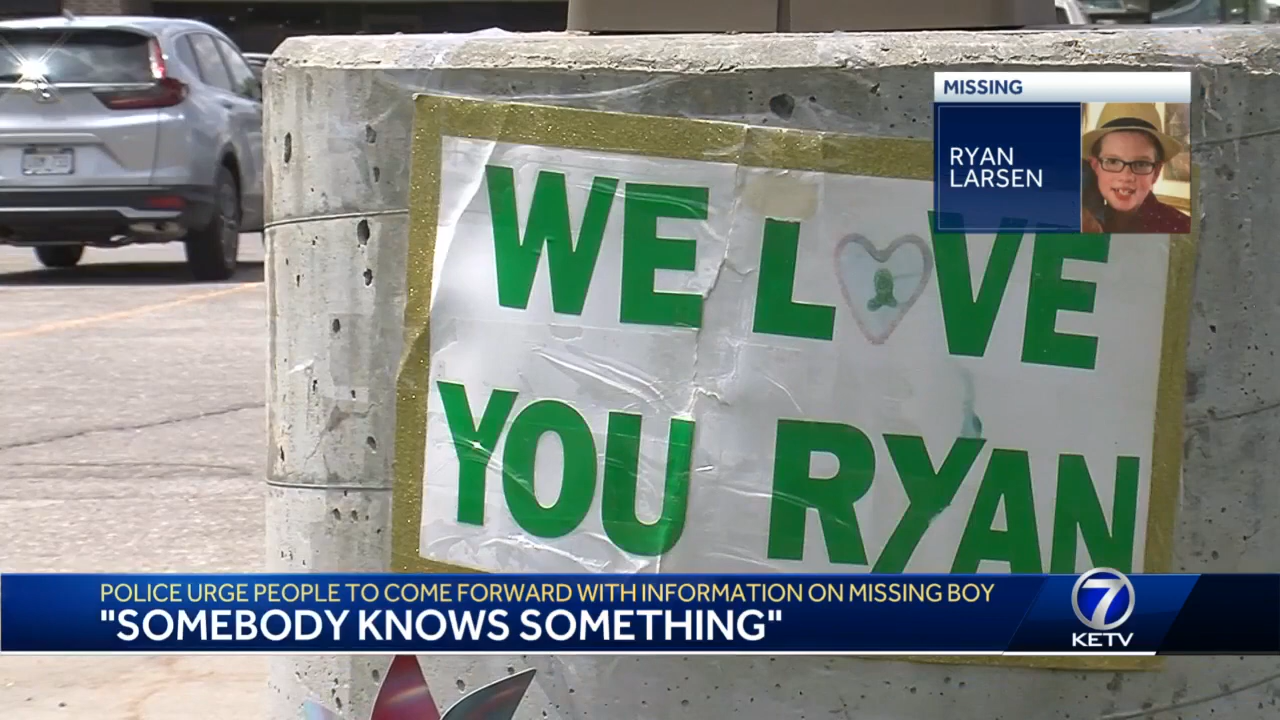 MISSING
RYAN
LARSEN
WE LOVE
YOU RYAN
POLICE URGE PEOPLE TO COME FORWARD WITH INFORMATION ON MISSING BOY
"SOMEBODY KNOWS SOMETHING"
7
KETV